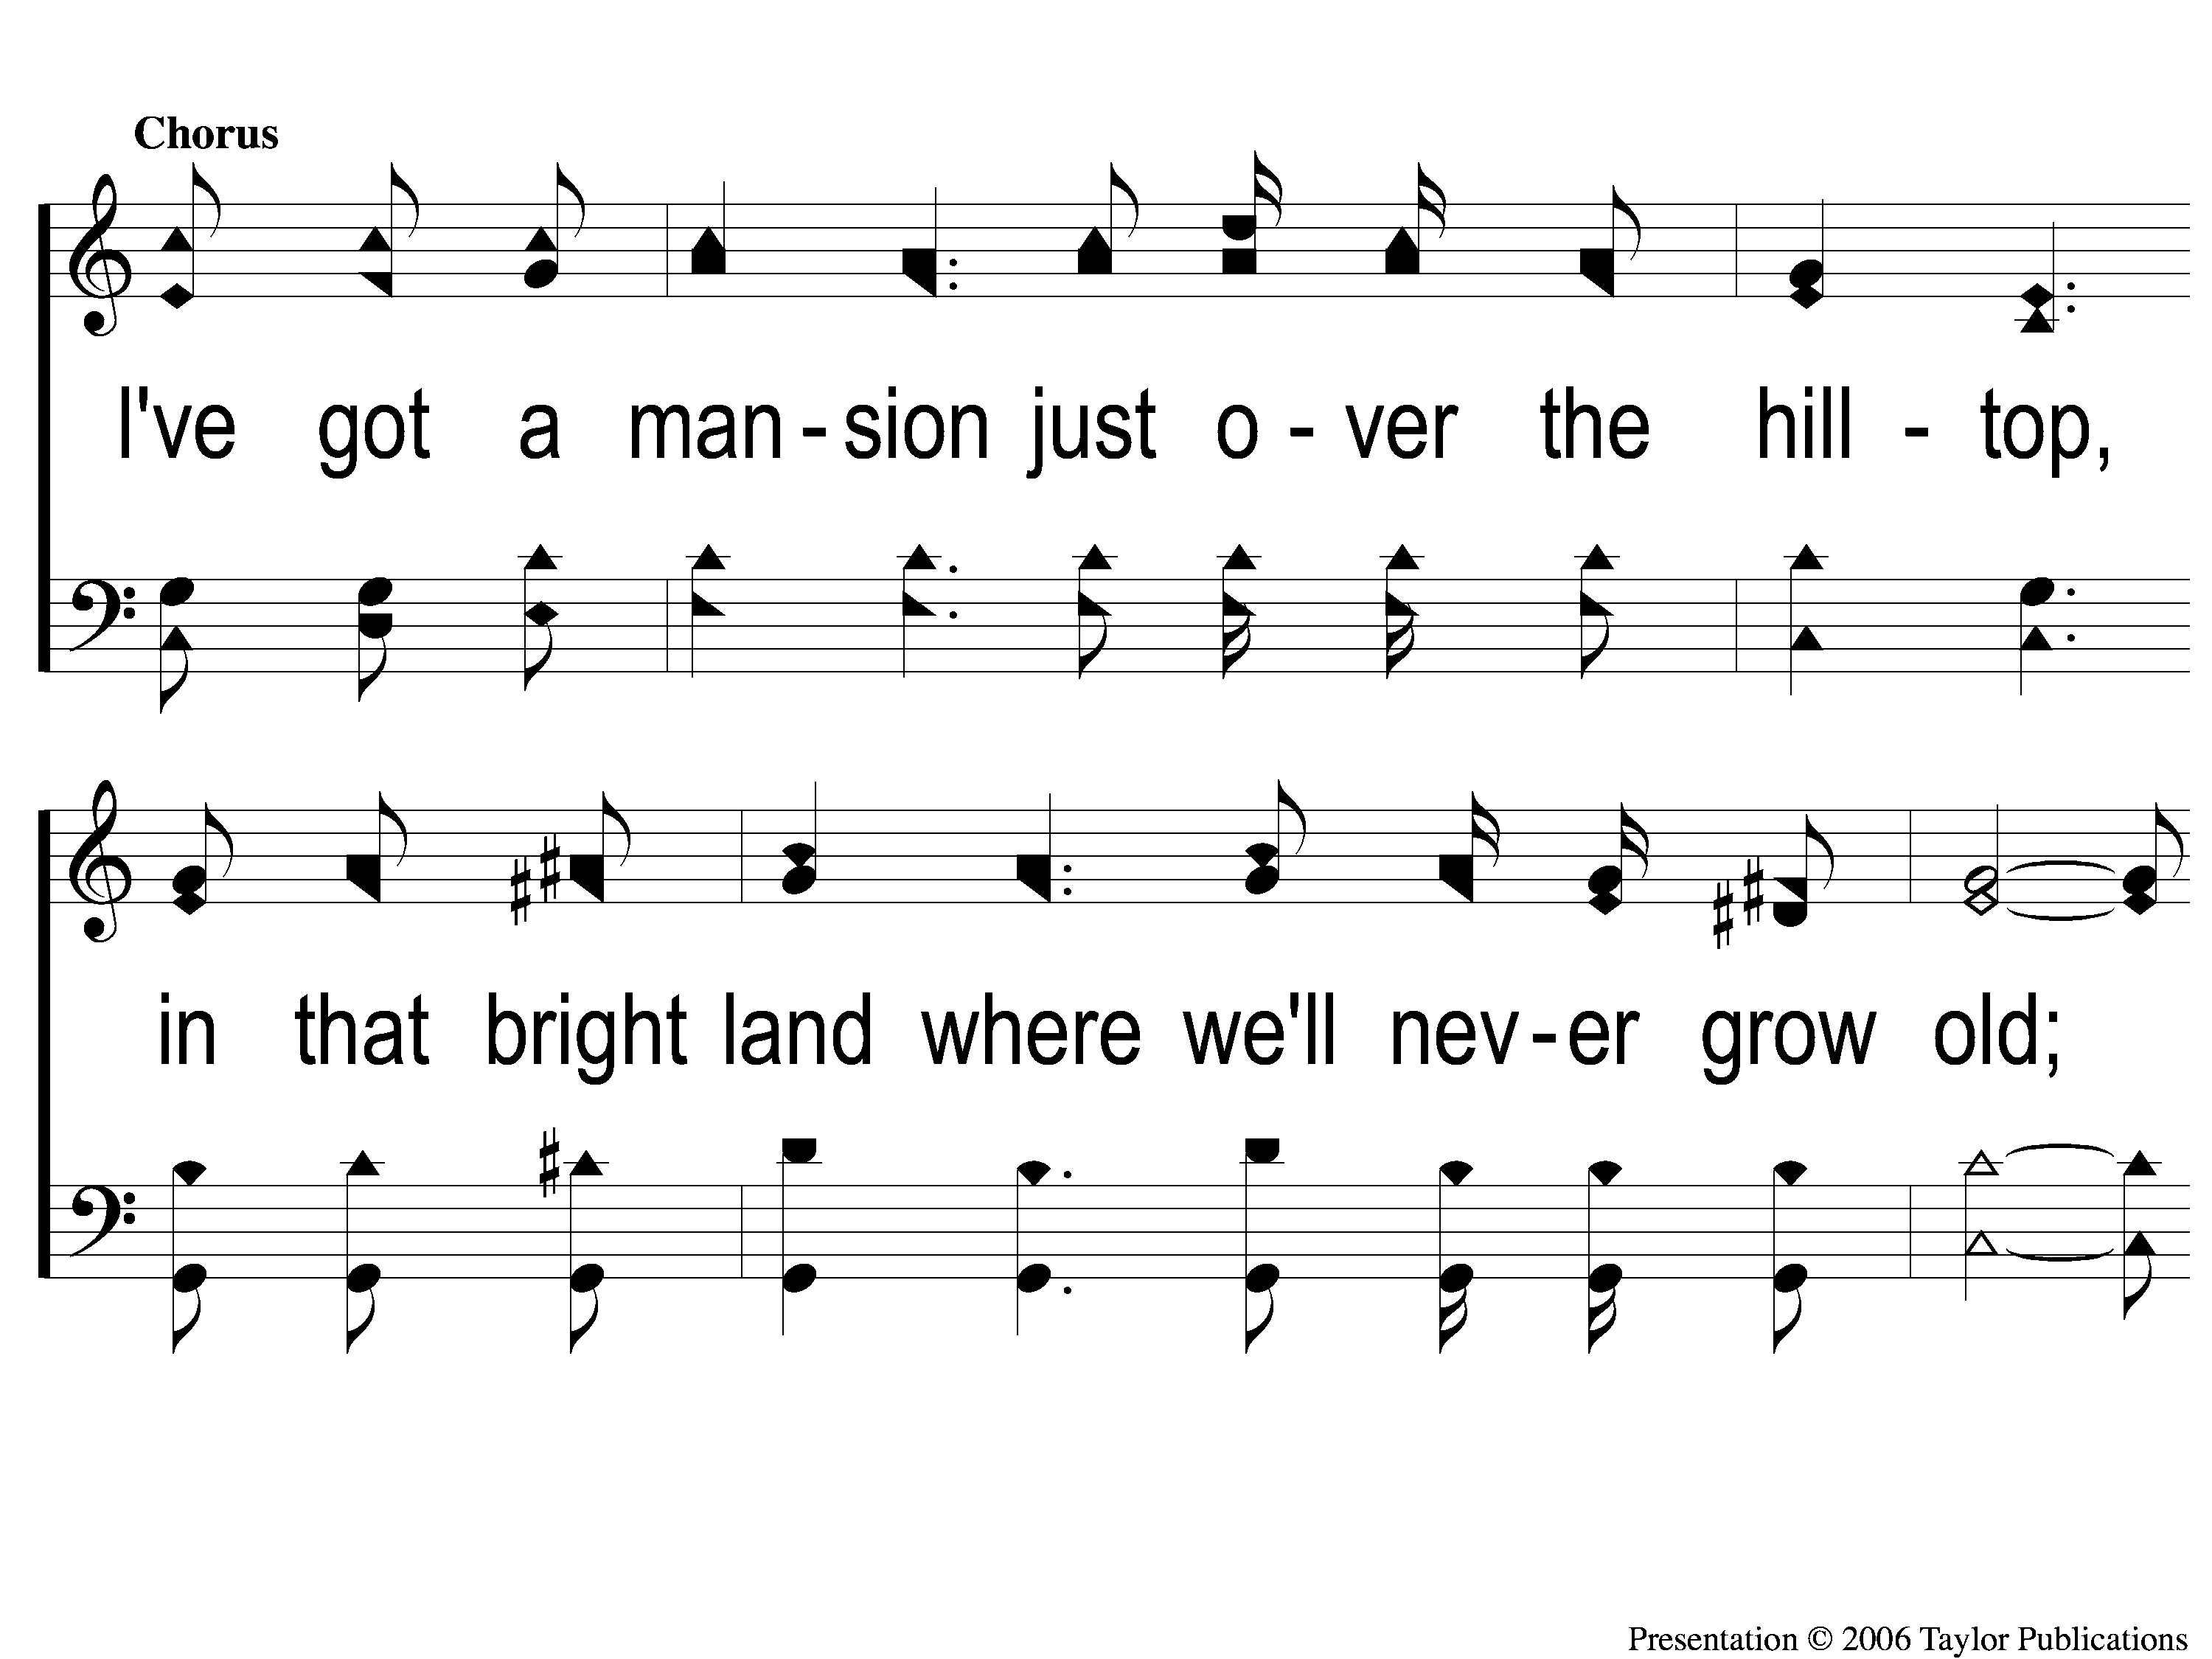 Chorus
I've got a man - sion just o - ver the hill - top,
in that bright land where we'll nev - er grow old;
Presentation © 2006 Taylor Publications